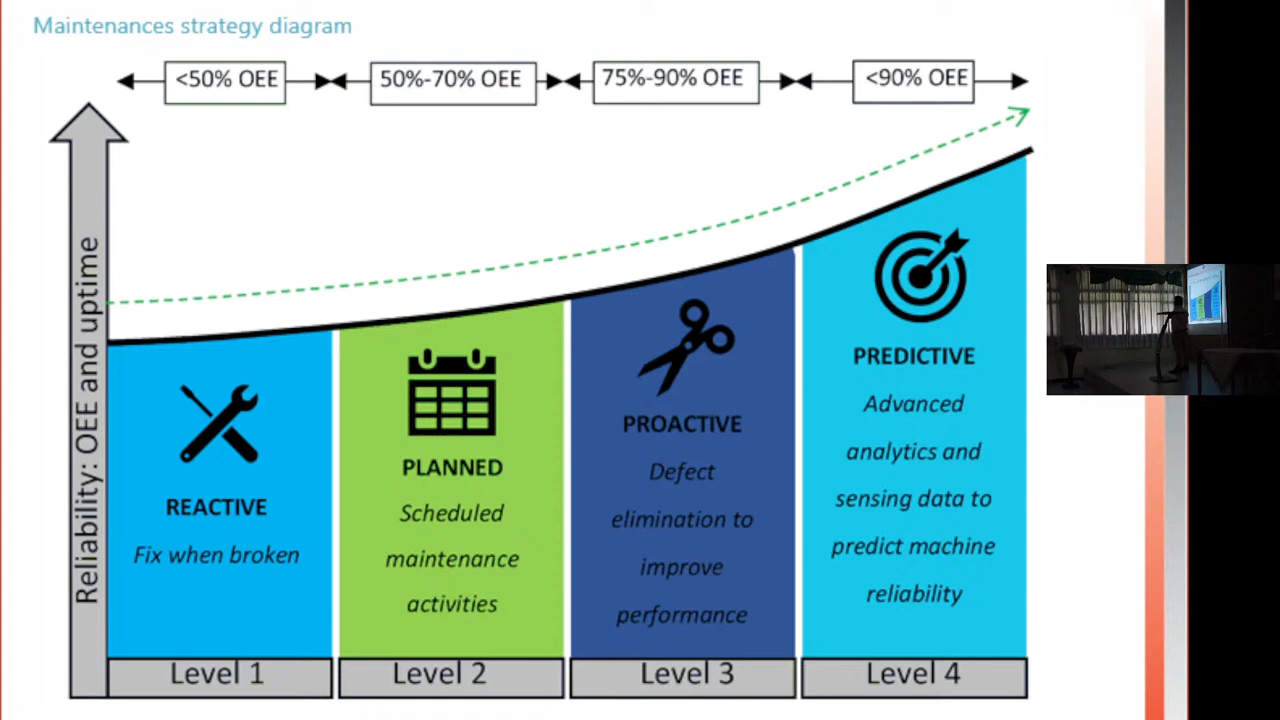 Maintenances strategy diagram
<50% OEE
50%-70% OEE
75%-90% OEE
<90% OEE
Reliability: OEE and uptime
REACTIVE
Fix when broken
PLANNED
Scheduled
maintenance
activities
PROACTIVE
Defect
elimination to
improve
performance
PREDICTIVE
Advanced
analytics and
sensing data to
predict machine
reliability
Level 1
Level 2
Level 3
Level 4